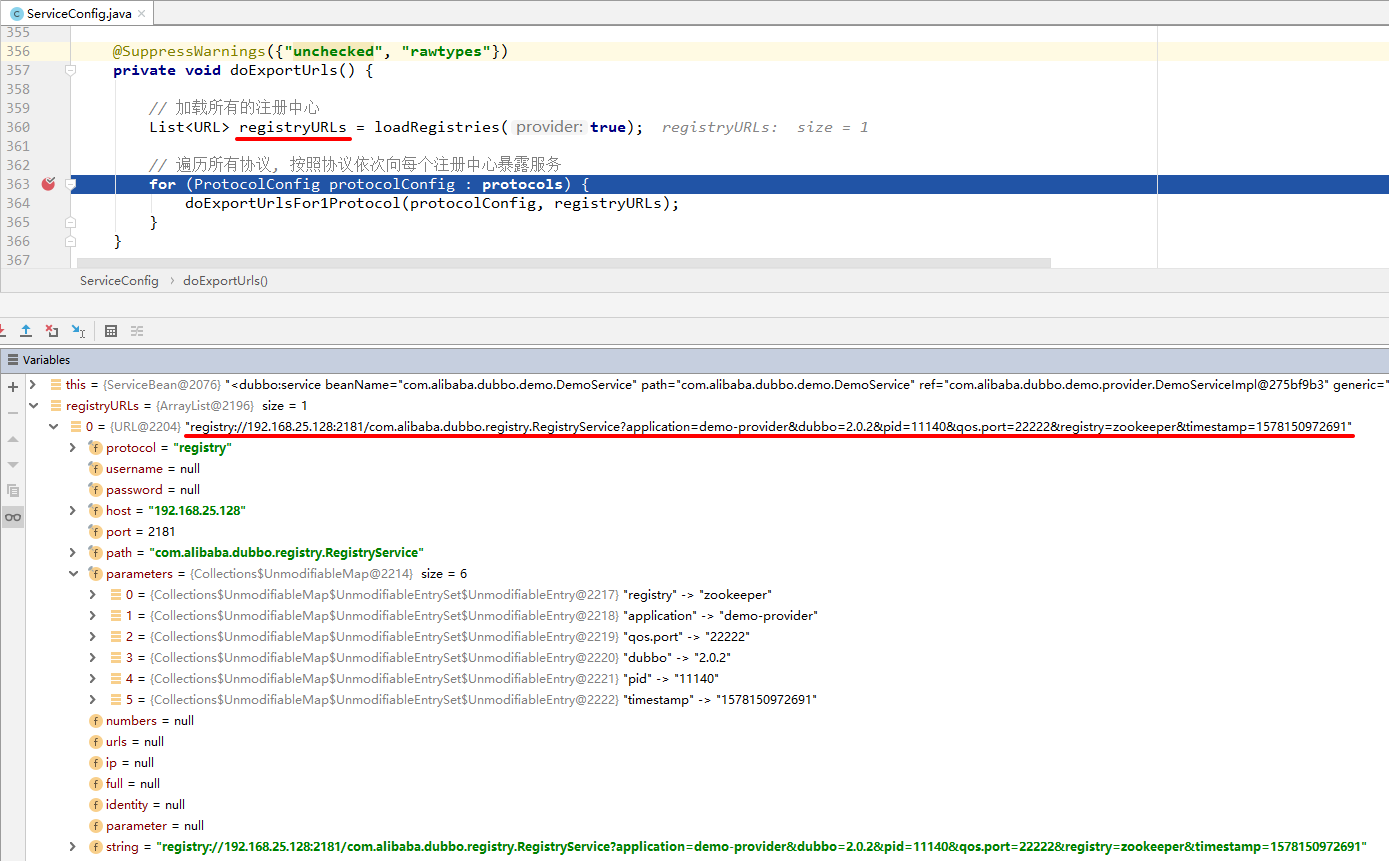 ServiceConfig.java
355
356 @SuppressWarnings({"unchecked", "rawtypes"})
357 private void doExportUrls() {
358
359 // 加载所有的注册中心
360 List<URL> registryURLs = loadRegistries( provider: true); registryURLs: size = 1
361
362 // 遍历所有协议, 按照协议依次向每个注册中心暴露服务
363 for (ProtocolConfig protocolConfig : protocols) {
364 doExportUrlsFor1Protocol(protocolConfig, registryURLs);
365 }
366 }
367
ServiceConfig › doExportUrls()
Variables
this = {ServiceBean@2076} "<dubbo:service beanName="com.alibaba.dubbo.demo.DemoService" path="com.alibaba.dubbo.demo.DemoService" ref="com.alibaba.dubbo.demo.provider.DemoServiceImpl@275bf9b3" generic="
registryURLs = {ArrayList@2196} size = 1
0 = {URL@2204} "registry://192.168.25.128:2181/com.alibaba.dubbo.registry.RegistryService?application=demo-provider&dubbo=2.0.2&pid=11140&qos.port=22222&registry=zookeeper&timestamp=1578150972691"
f protocol = "registry"
f username = null
f password = null
f host = "192.168.25.128"
f port = 2181
f path = "com.alibaba.dubbo.registry.RegistryService"
f parameters = {Collections$UnmodifiableMap@2214} size = 6
0 = {Collections$UnmodifiableMap$UnmodifiableEntrySet$UnmodifiableEntry@2217} "registry" -> "zookeeper"
1 = {Collections$UnmodifiableMap$UnmodifiableEntrySet$UnmodifiableEntry@2218} "application" -> "demo-provider"
2 = {Collections$UnmodifiableMap$UnmodifiableEntrySet$UnmodifiableEntry@2219} "qos.port" -> "22222"
3 = {Collections$UnmodifiableMap$UnmodifiableEntrySet$UnmodifiableEntry@2220} "dubbo" -> "2.0.2"
4 = {Collections$UnmodifiableMap$UnmodifiableEntrySet$UnmodifiableEntry@2221} "pid" -> "11140"
5 = {Collections$UnmodifiableMap$UnmodifiableEntrySet$UnmodifiableEntry@2222} "timestamp" -> "1578150972691"
f numbers = null
f urls = null
f ip = null
f full = null
f identity = null
f parameter = null
f string = "registry://192.168.25.128:2181/com.alibaba.dubbo.registry.RegistryService?application=demo-provider&dubbo=2.0.2&pid=11140&qos.port=22222&registry=zookeeper&timestamp=1578150972691"